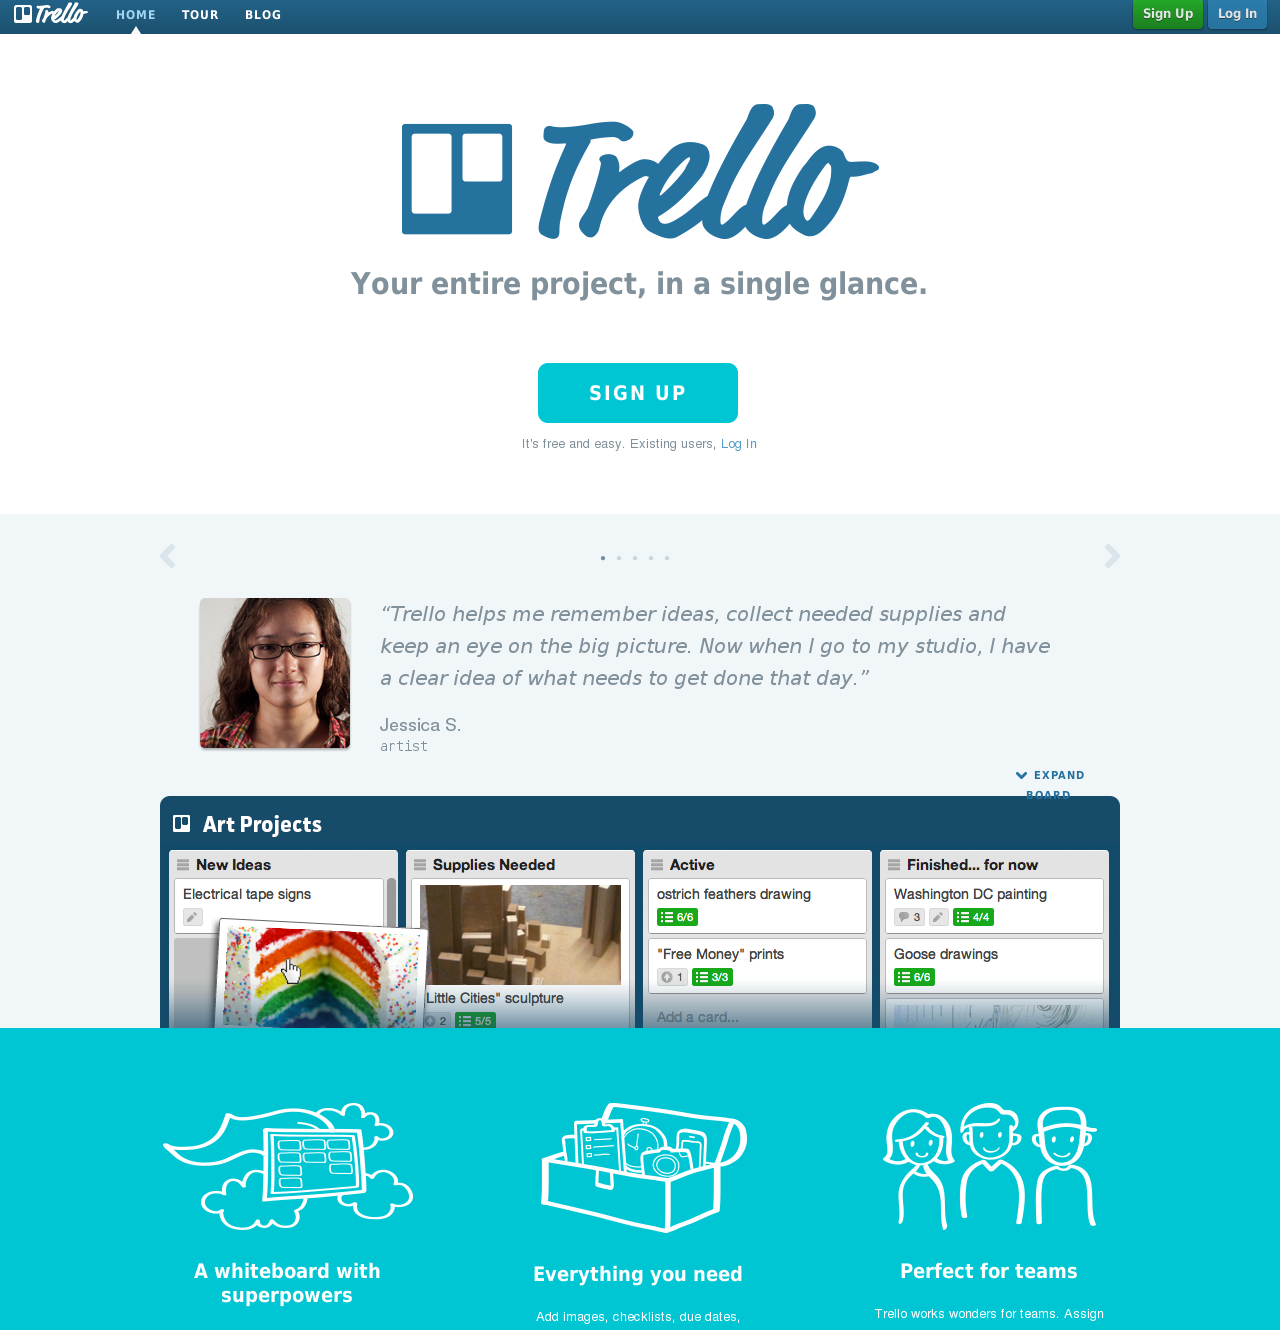 Trello HOME TOUR BLOG Sign Up Log In
Trello
Your entire project, in a single glance.
SIGN UP
It's free and easy. Existing users, Log In
“Trello helps me remember ideas, collect needed supplies and
keep an eye on the big picture. Now when I go to my studio, I have
a clear idea of what needs to get done that day.”
Jessica S.
artist
EXPAND
BOARD
Art Projects
New Ideas
Electrical tape signs
Supplies Needed
Little Cities" sculpture
2 5/5
Active
ostrich feathers drawing
6/6
"Free Money" prints
1 3/3
Add a card...
Finished... for now
Washington DC painting
3 4/4
Goose drawings
6/6
A whiteboard with
superpowers
Everything you need
Add images, checklists, due dates,
Perfect for teams
Trello works wonders for teams. Assign